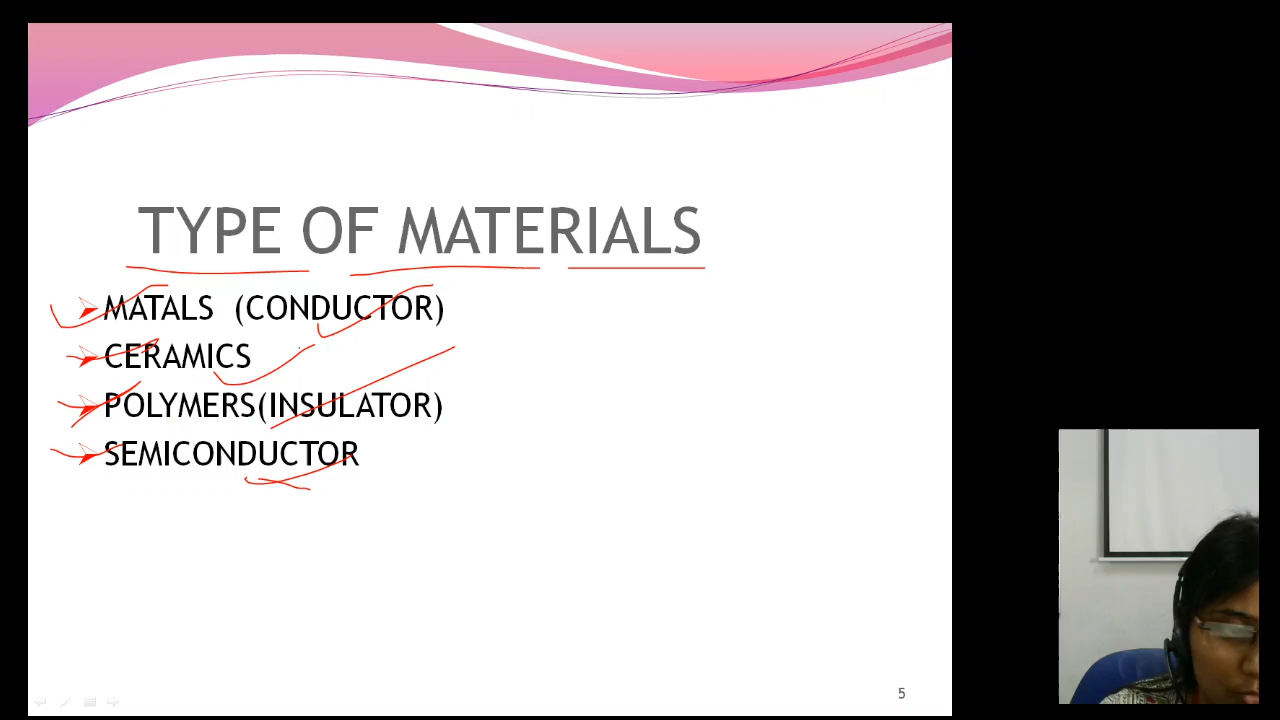 TYPE OF MATERIALS
MATALS (CONDUCTOR)
CERAMICS
POLYMERS(INSULATOR)
SEMICONDUCTOR
5